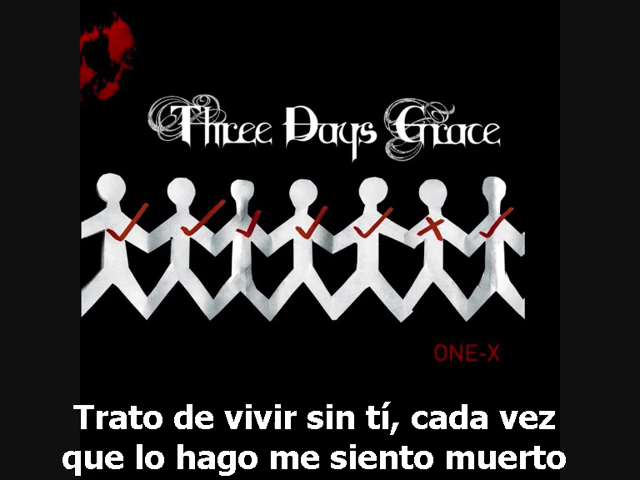 Three Days Grace
ONE-X
Trato de vivir sin tí, cada vez
que lo hago me siento muerto